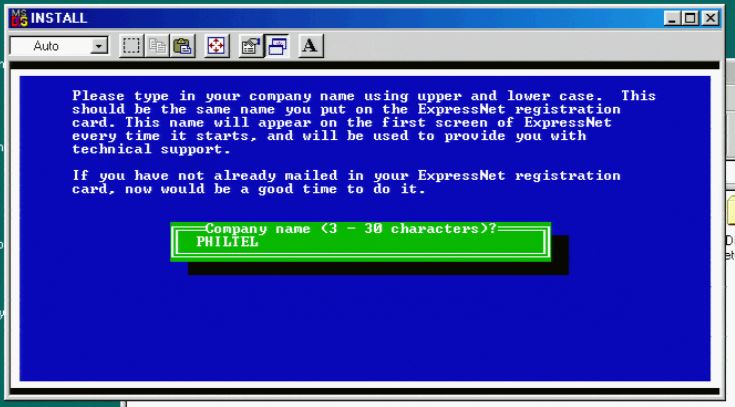 INSTALL
Auto
A
Please type in your company name using upper and lower case.  This
should be the same name you put on the ExpressNet registration
card. This name will appear on the first screen of ExpressNet
every time it starts, and will be used to provide you with
technical support.
If you have not already mailed in your ExpressNet registration
card, now would be a good time to do it.
Company name (3 - 30 characters)?
PHILTEL